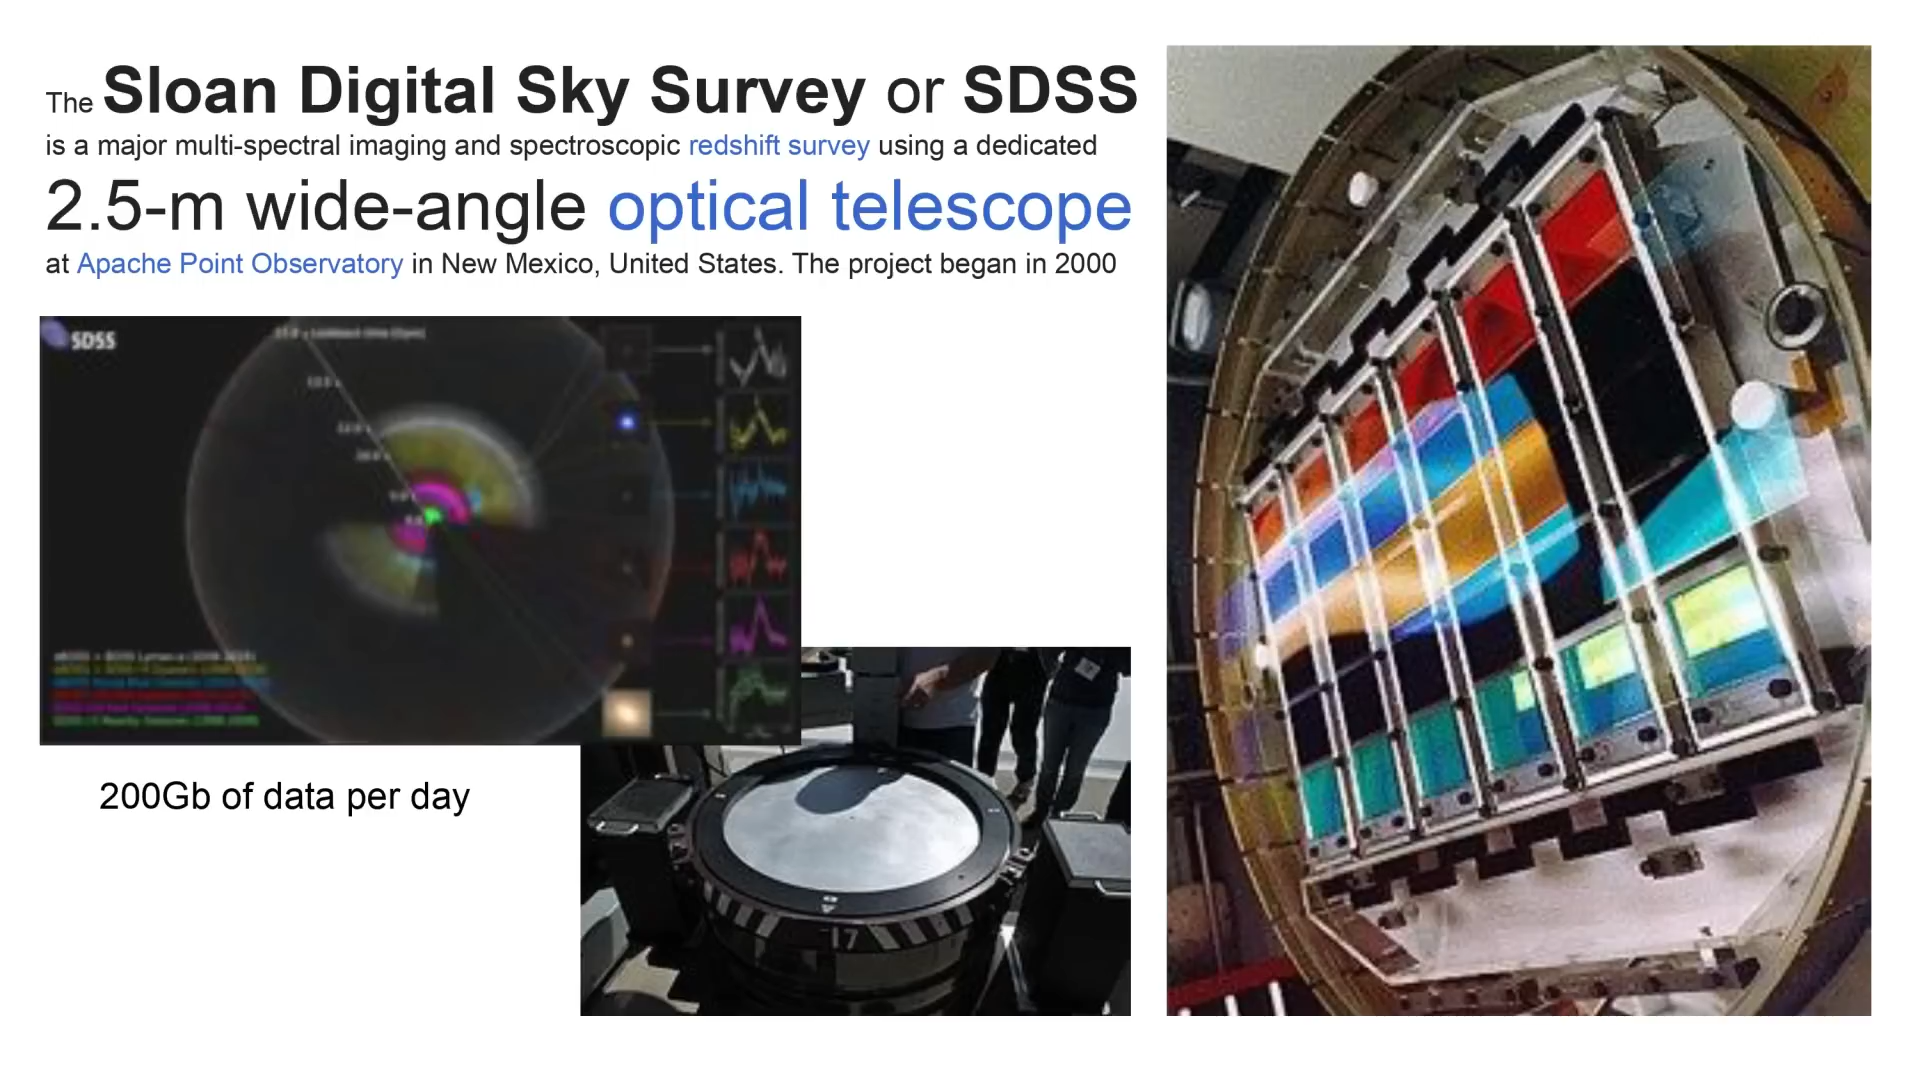 The Sloan Digital Sky Survey or SDSS
is a major multi-spectral imaging and spectroscopic redshift survey using a dedicated
2.5-m wide-angle optical telescope
at Apache Point Observatory in New Mexico, United States. The project began in 2000
SDSS
200Gb of data per day
17